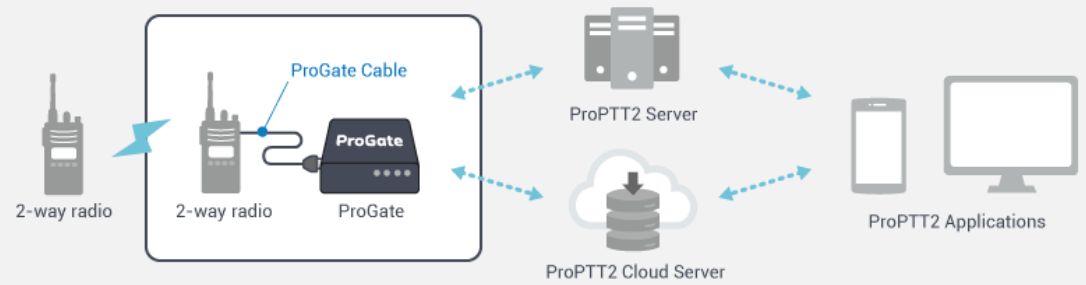 ProGate Cable
ProGate
2-way radio
2-way radio
ProGate
ProPTT2 Server
ProPTT2 Cloud Server
ProPTT2 Applications